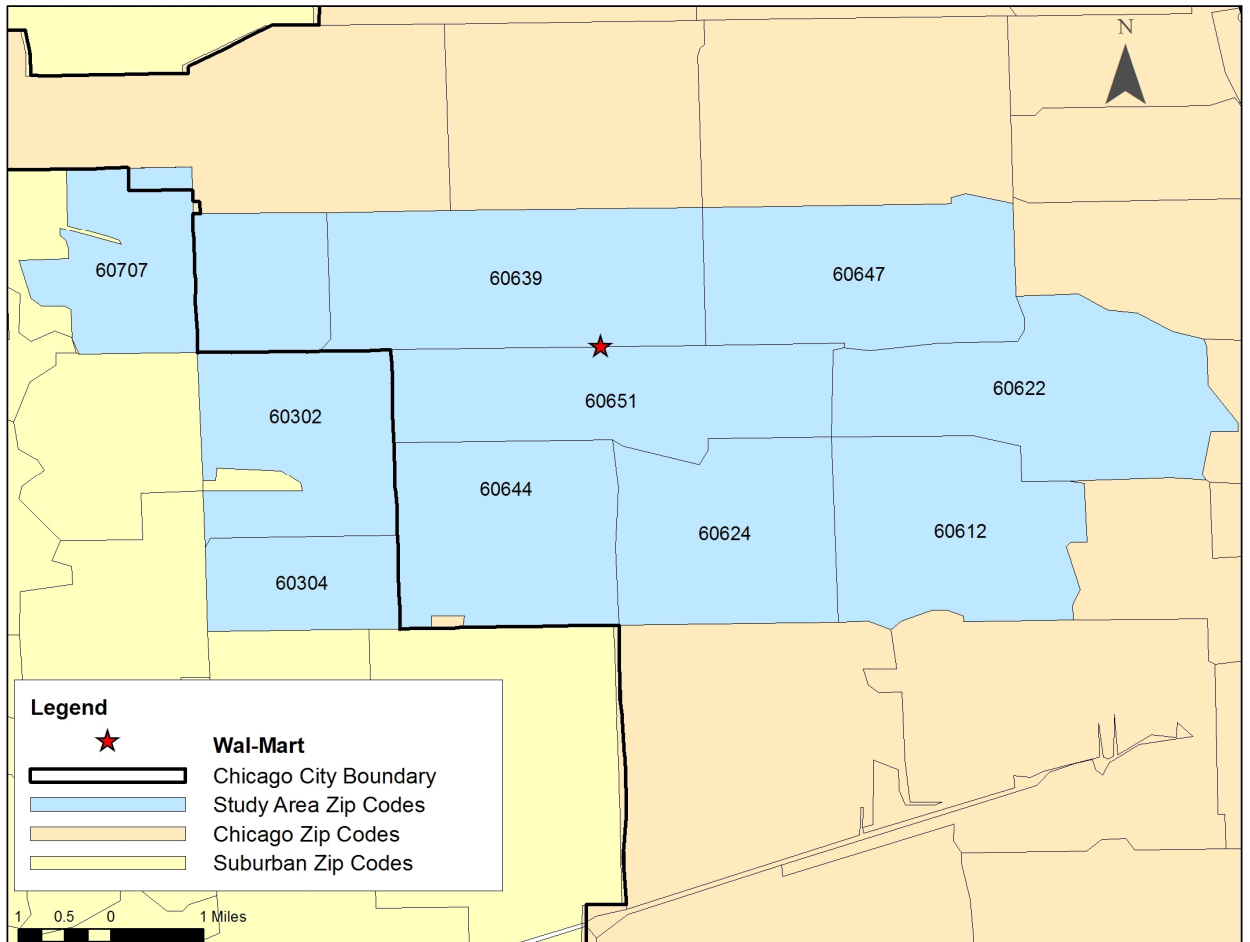 N
60707
60639
60647
60302
60651
60622
60644
60624
60612
60304
Legend
Wal-Mart
Chicago City Boundary
Study Area Zip Codes
Chicago Zip Codes
Suburban Zip Codes
1 0.5 0 1 Miles